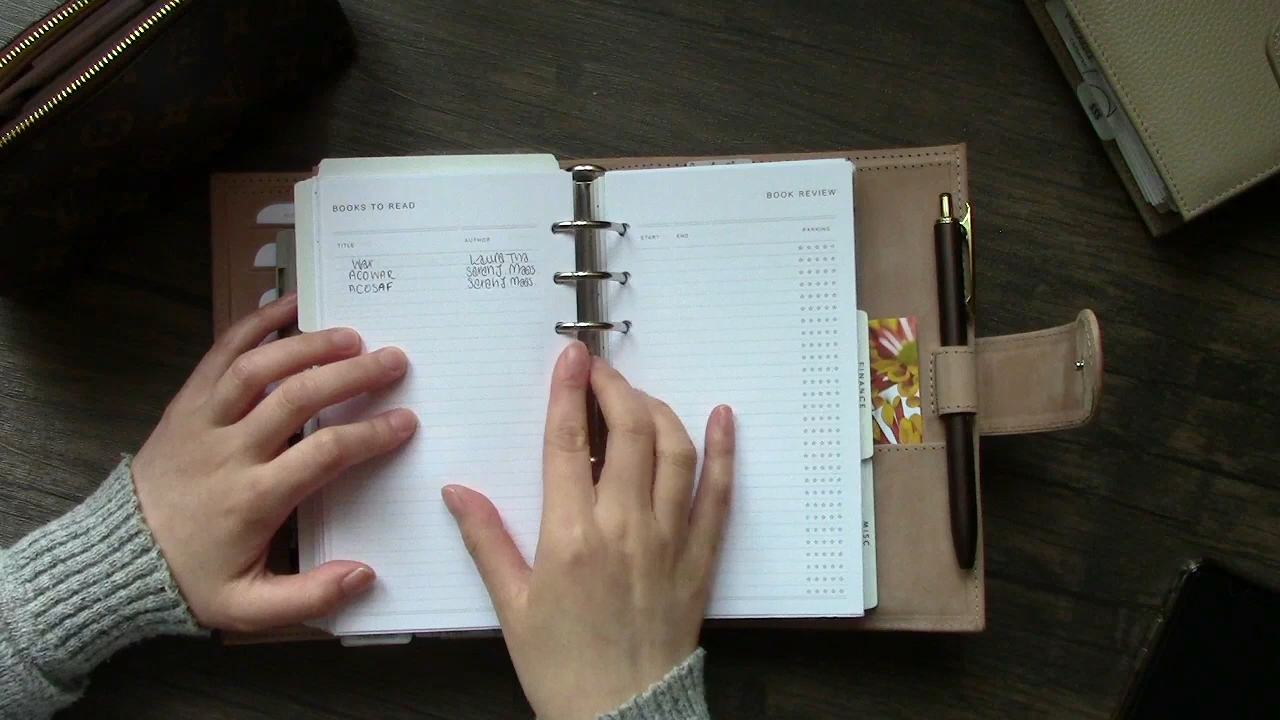 BOOKS TO READ
TITLE AUTHOR
War Laura Tha
ACOWAR Sarah J. Maas
ACOSAF Sarah J Maas
BOOK REVIEW
START END RANKING
FINANCE
MISC